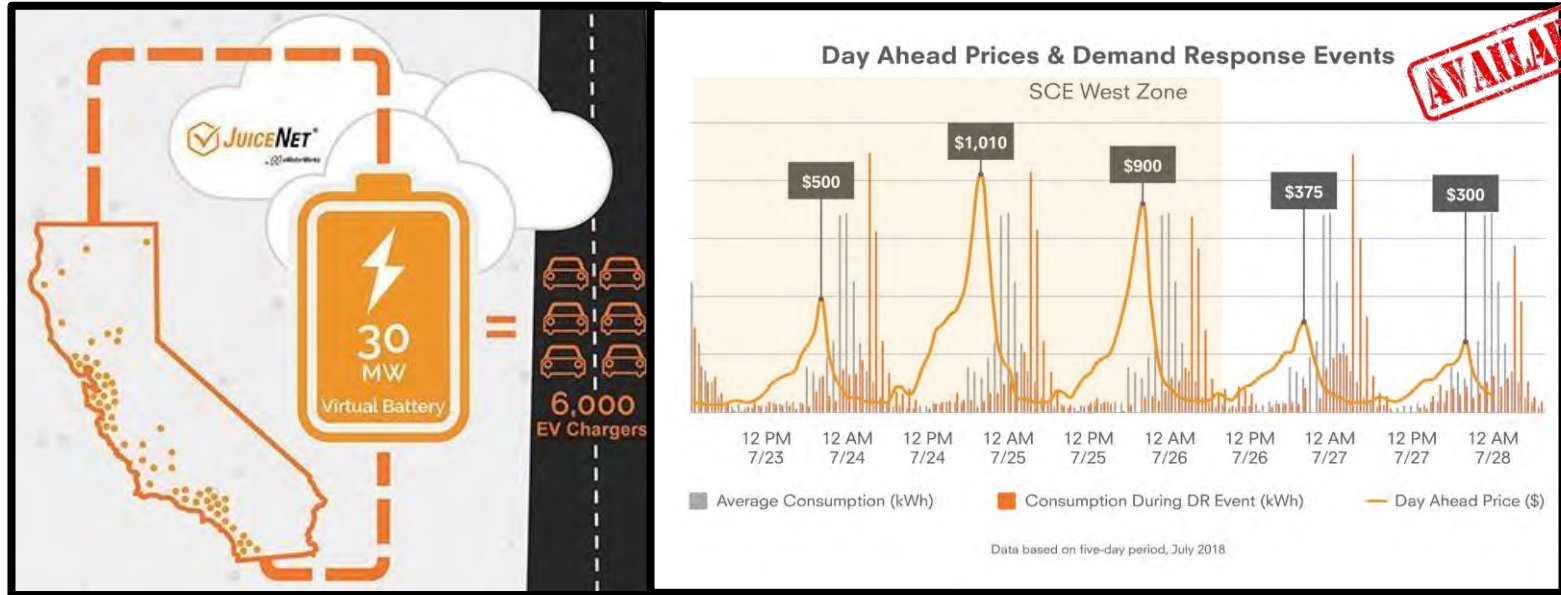 JUICENET®
30
MW
Virtual Battery
=
6,000
EV Chargers
Day Ahead Prices & Demand Response Events
SCE West Zone
$500
$1,010
$900
$375
$300
12 PM 12 AM 12 PM 12 AM 12 PM 12 AM 12 PM 12 AM 12 PM 12 AM
7/23 7/24 7/24 7/25 7/25 7/26 7/26 7/27 7/27 7/28
Average Consumption (kWh) Consumption During DR Event (kWh) Day Ahead Price ($)
Data based on five-day period, July 2018